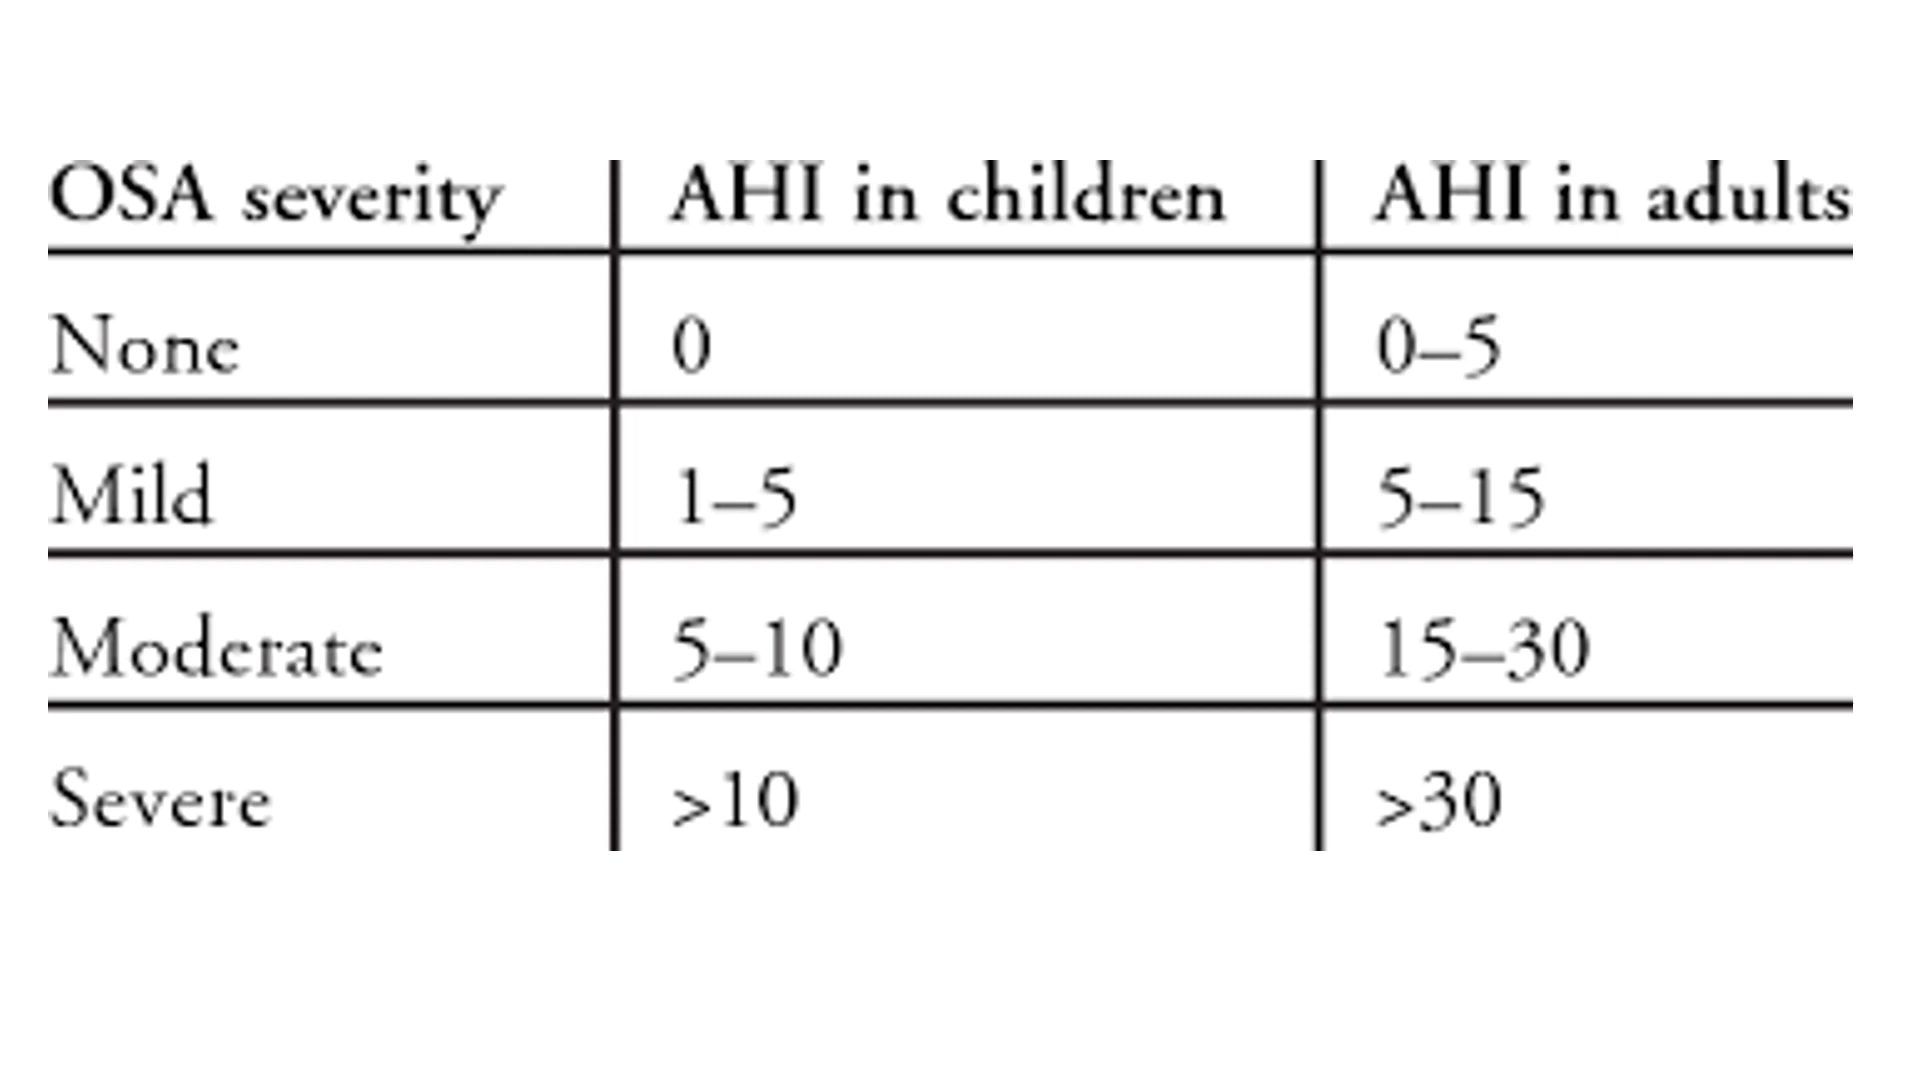 OSA severity AHI in children AHI in adults
None 0 0–5
Mild 1–5 5–15
Moderate 5–10 15–30
Severe >10 >30